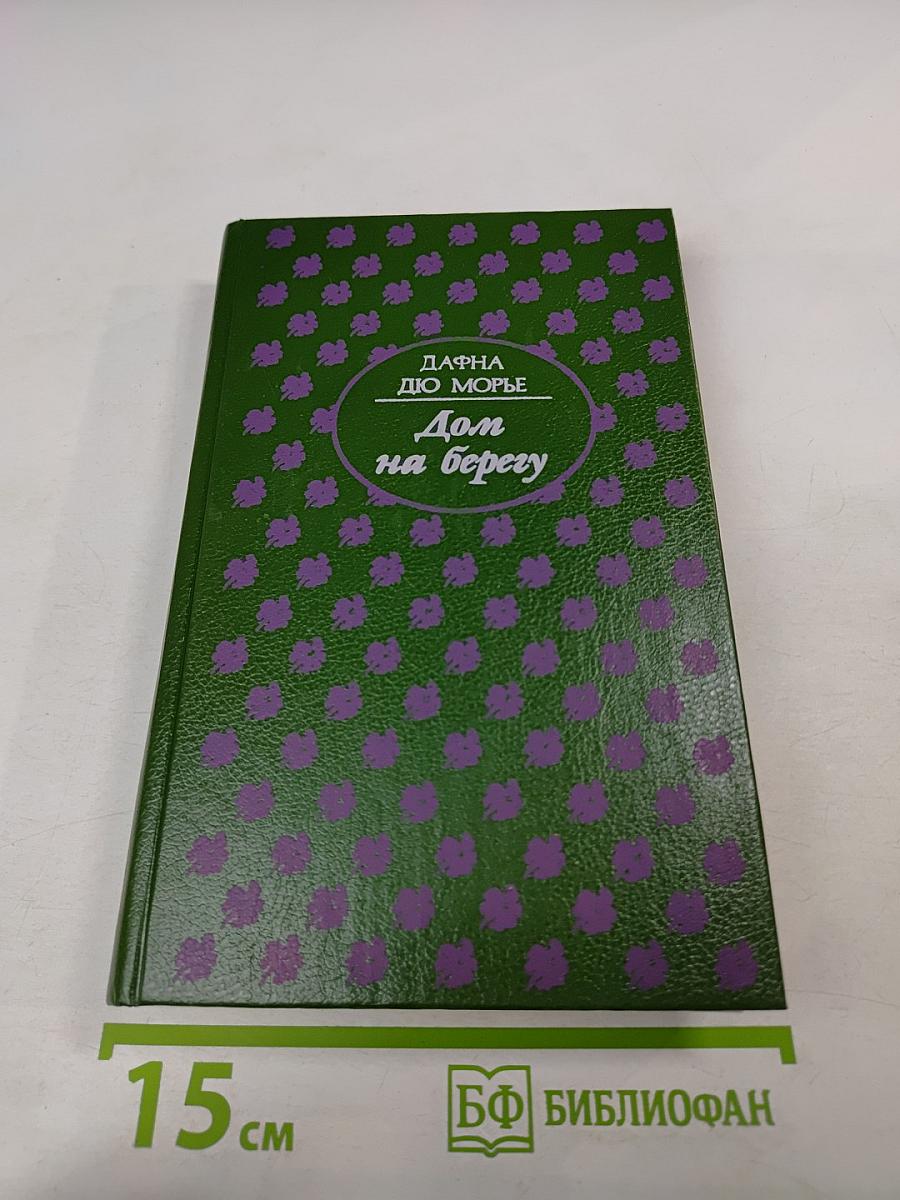 ДАФНА
ДЮ МОРЬЕ
Дом
на берегу
15 см
БФ БИБЛИОФАН